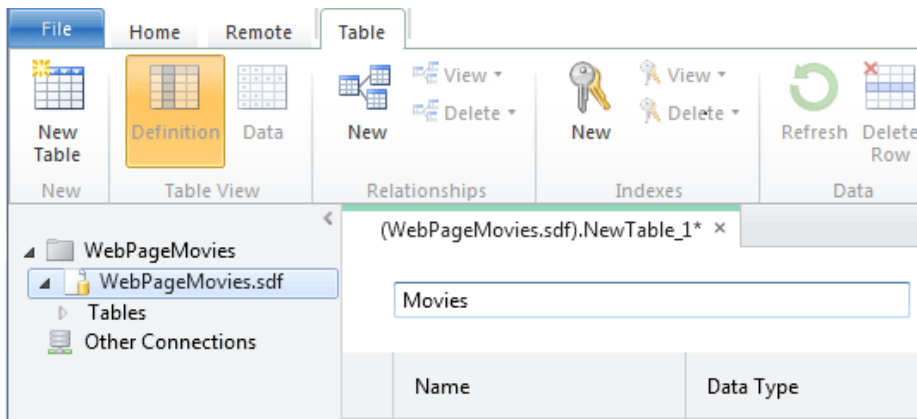 File Home Remote Table
View
View
Delete
Delete
New Table
Definition
Data
New
New
Refresh
Delete Row
New
Table View
Relationships
Indexes
Data
(WebPageMovies.sdf).NewTable_1* ×
WebPageMovies
WebPageMovies.sdf
Tables
Other Connections
Movies
Name
Data Type